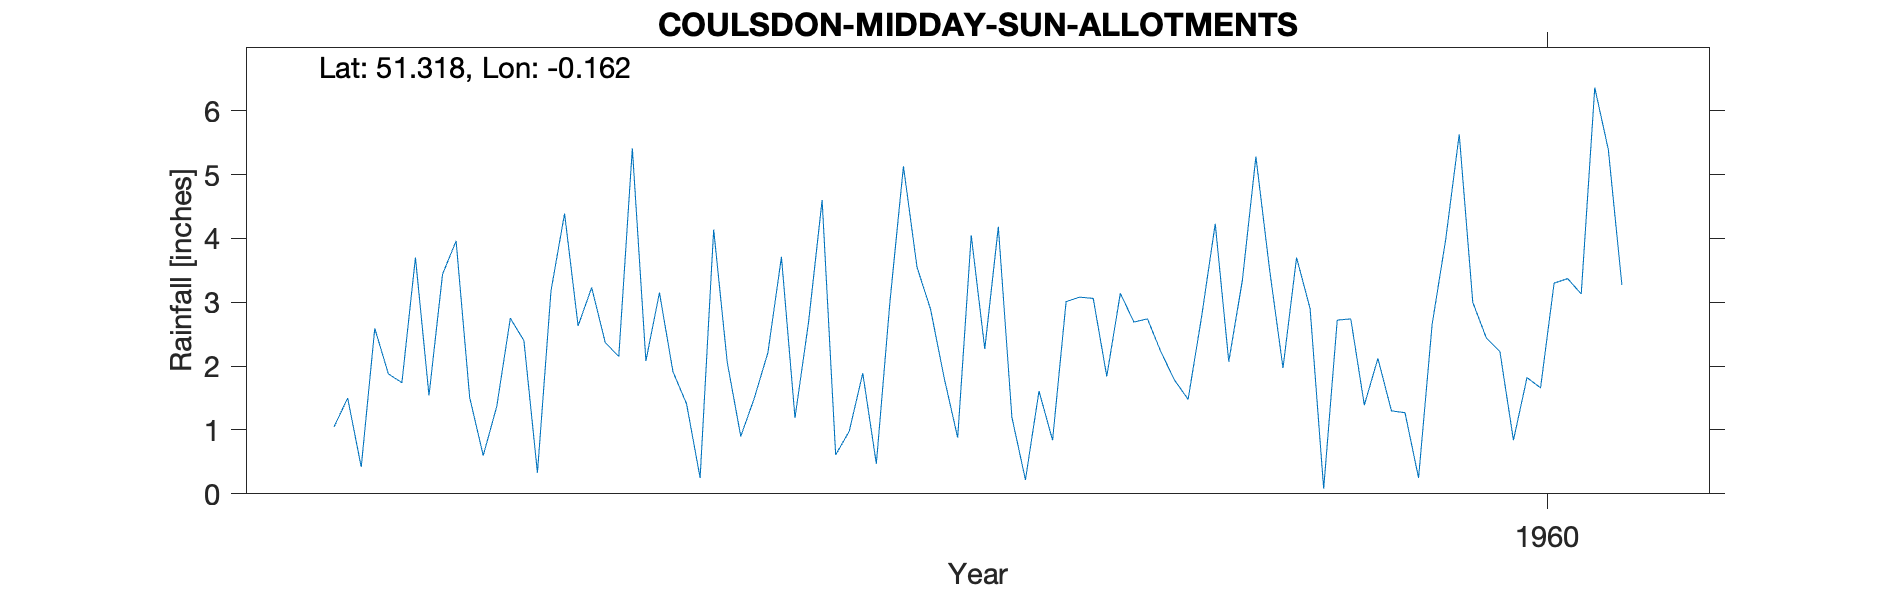 COULSDON-MIDDAY-SUN-ALLOTMENTS
Lat: 51.318, Lon: -0.162
6
5
4
3
2
1
0
Rainfall [inches]
1960
Year